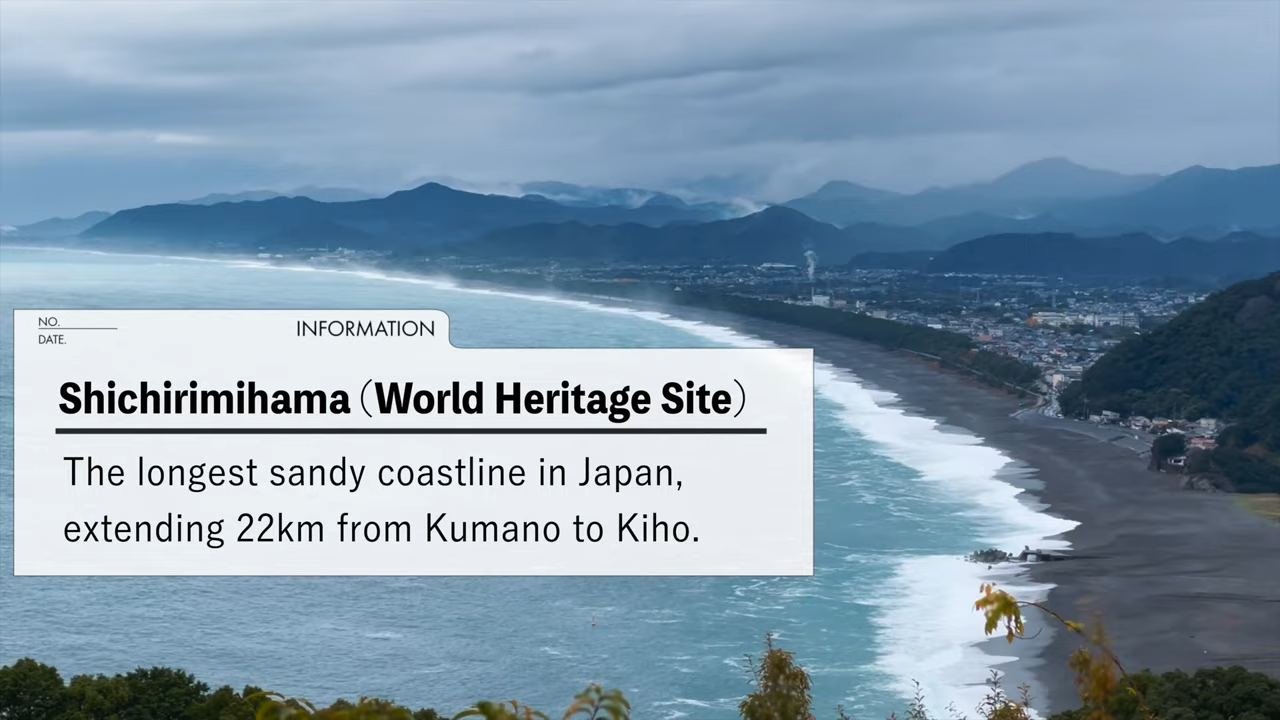 NO.
DATE.
INFORMATION
Shichirimihama（World Heritage Site）
The longest sandy coastline in Japan,
extending 22km from Kumano to Kiho.